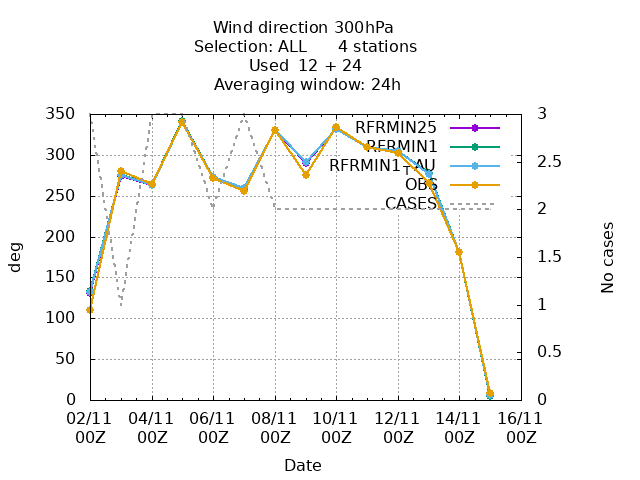 Wind direction 300hPa
Selection: ALL 4 stations
Used 12 + 24
Averaging window: 24h
350
300
250
200
150
100
50
0
deg
3
2.5
2
1.5
1
0.5
0
No cases
RFRMIN25
RFRMIN1
RFRMIN1+AU
OBS
CASES
02/11 04/11 06/11 08/11 10/11 12/11 14/11 16/11
00Z 00Z 00Z 00Z 00Z 00Z 00Z 00Z
Date